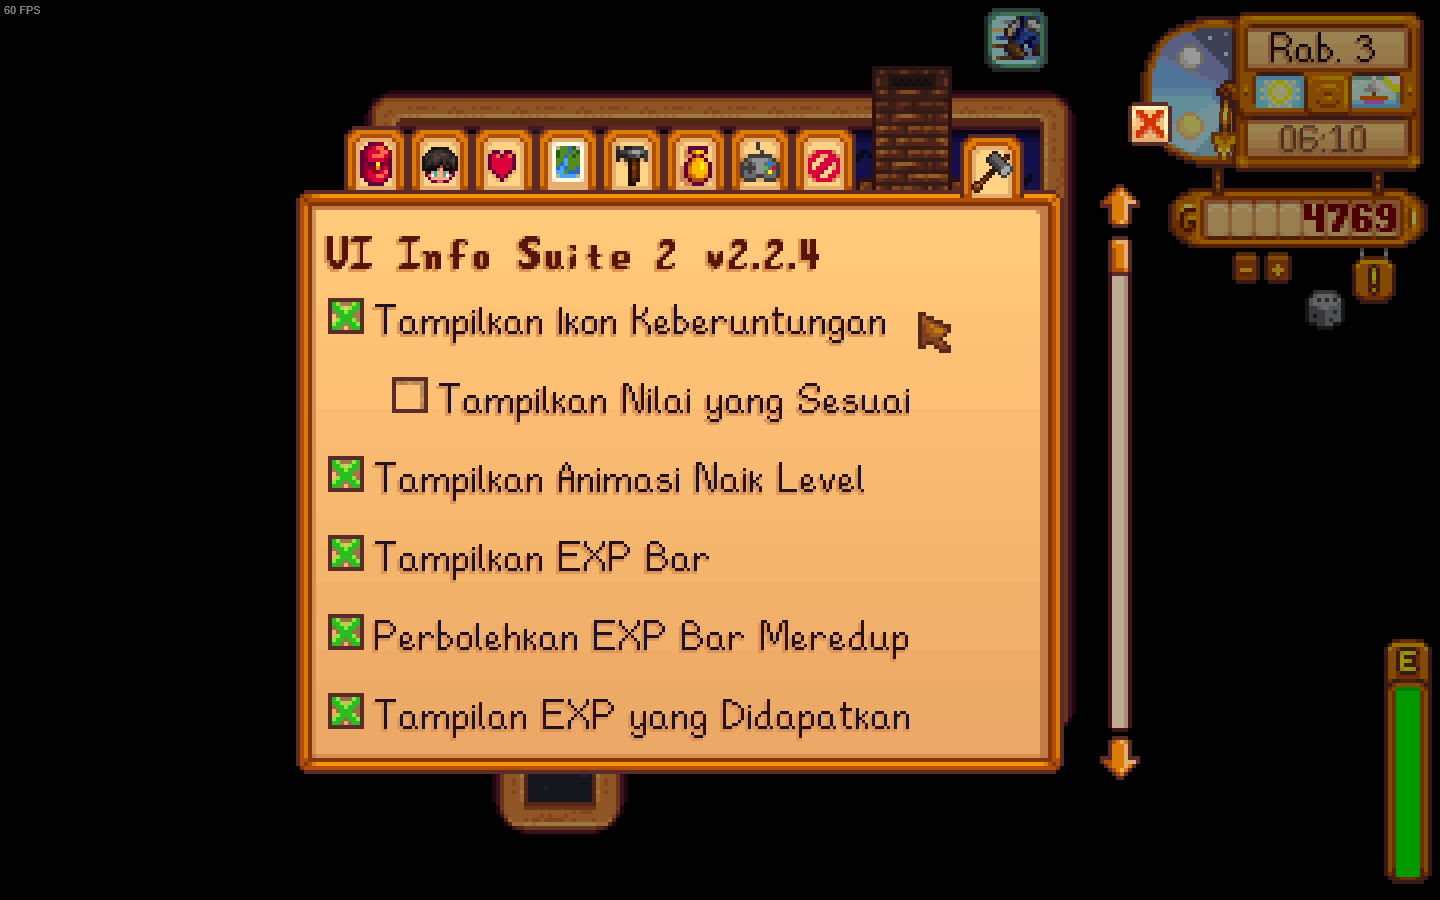 60 FPS
Rab. 3
06:10
G 4769
UI Info Suite 2 v2.2.4
Tampilkan Ikon Keberuntungan
Tampilkan Nilai yang Sesuai
Tampilkan Animasi Naik Level
Tampilkan EXP Bar
Perbolehkan EXP Bar Meredup
Tampilan EXP yang Didapatkan
E